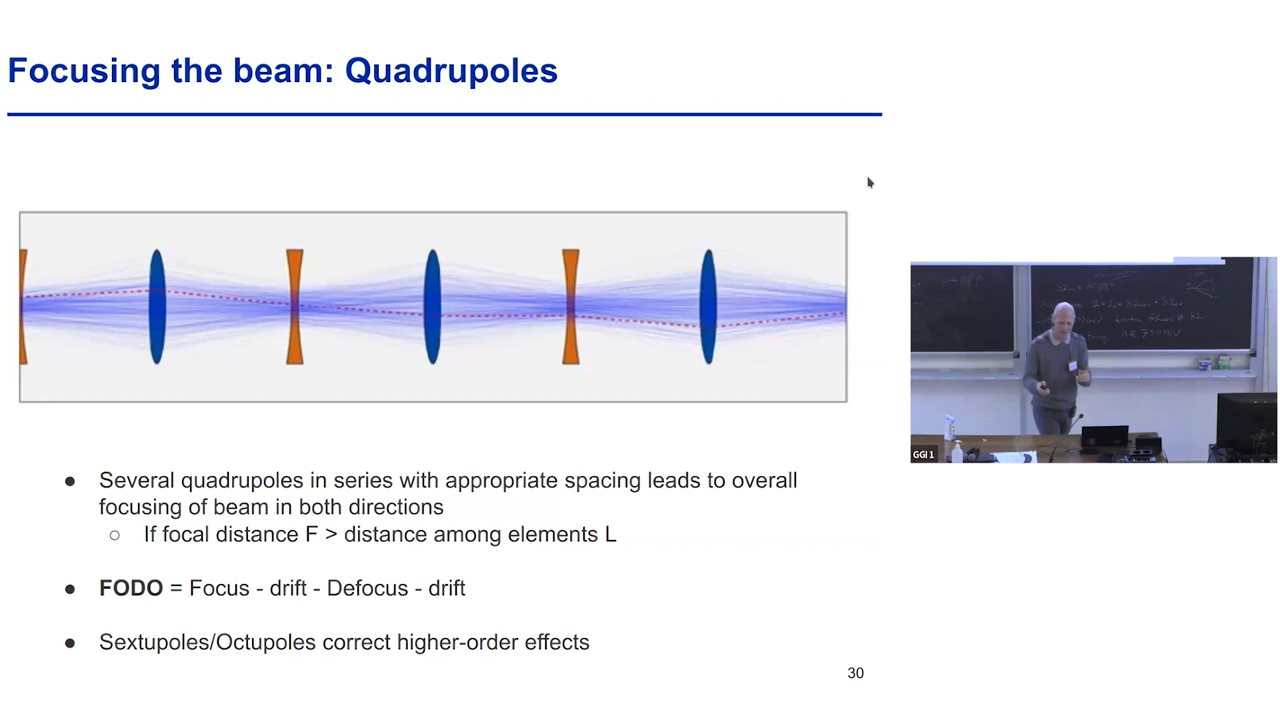 Focusing the beam: Quadrupoles
● Several quadrupoles in series with appropriate spacing leads to overall
focusing of beam in both directions
○ If focal distance F > distance among elements L
● FODO = Focus - drift - Defocus - drift
● Sextupoles/Octupoles correct higher-order effects
30
GGI 1